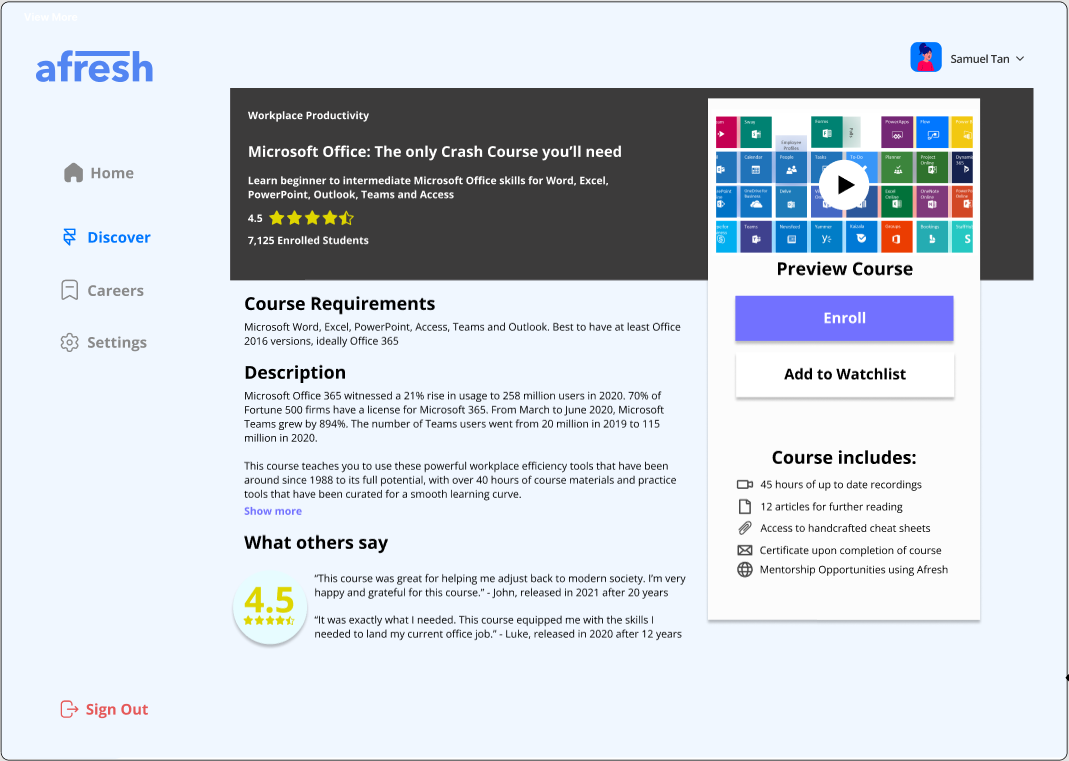 View More
afresh
Samuel Tan
Home
Discover
Careers
Settings
Sign Out
Workplace Productivity
Microsoft Office: The only Crash Course you’ll need
Learn beginner to intermediate Microsoft Office skills for Word, Excel,
PowerPoint, Outlook, Teams and Access
4.5
7,125 Enrolled Students
Course Requirements
Microsoft Word, Excel, PowerPoint, Access, Teams and Outlook. Best to have at least Office
2016 versions, ideally Office 365
Description
Microsoft Office 365 witnessed a 21% rise in usage to 258 million users in 2020. 70% of
Fortune 500 firms have a license for Microsoft 365. From March to June 2020, Microsoft
Teams grew by 894%. The number of Teams users went from 20 million in 2019 to 115
million in 2020.
This course teaches you to use these powerful workplace efficiency tools that have been
around since 1988 to its full potential, with over 40 hours of course materials and practice
tools that have been curated for a smooth learning curve.
Show more
What others say
4.5
“This course was great for helping me adjust back to modern society. I’m very
happy and grateful for this course.” - John, released in 2021 after 20 years
“It was exactly what I needed. This course equipped me with the skills I
needed to land my current office job.” - Luke, released in 2020 after 12 years
Sway Forms PowerApps Flow
Employee
Profiles
Calendar People Tasks To-Do Planner Project
Online
Delve Excel
Online OneNote
Online
Teams Newsfeed Yammer Kaizala Groups Bookings
Preview Course
Enroll
Add to Watchlist
Course includes:
45 hours of up to date recordings
12 articles for further reading
Access to handcrafted cheat sheets
Certificate upon completion of course
Mentorship Opportunities using Afresh